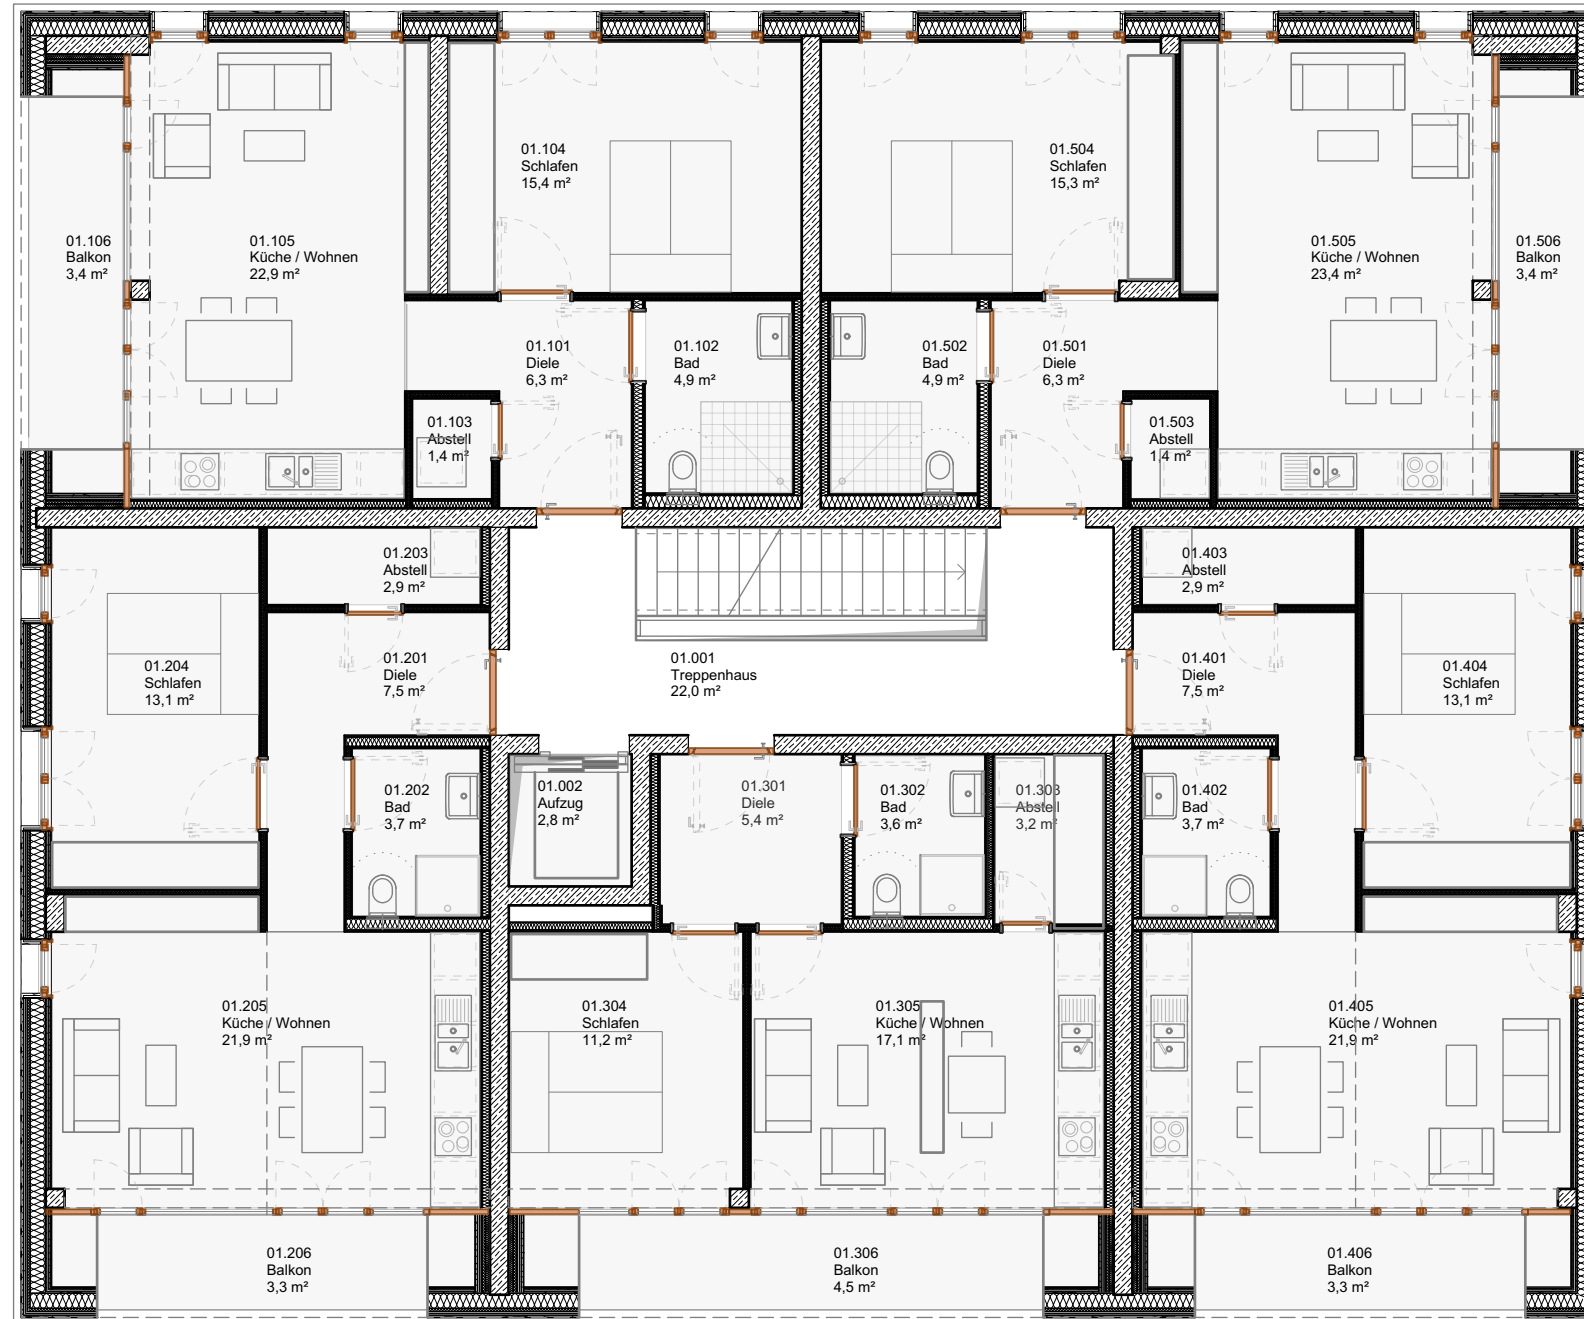 01.104
Schlafen
15,4 m²
01.504
Schlafen
15,3 m²
01.106
Balkon
3,4 m²
01.105
Küche / Wohnen
22,9 m²
01.505
Küche / Wohnen
23,4 m²
01.506
Balkon
3,4 m²
01.101
Diele
6,3 m²
01.102
Bad
4,9 m²
01.502
Bad
4,9 m²
01.501
Diele
6,3 m²
01.103
Abstell
1,4 m²
01.503
Abstell
1,4 m²
01.203
Abstell
2,9 m²
01.403
Abstell
2,9 m²
01.204
Schlafen
13,1 m²
01.201
Diele
7,5 m²
01.001
Treppenhaus
22,0 m²
01.401
Diele
7,5 m²
01.404
Schlafen
13,1 m²
01.202
Bad
3,7 m²
01.002
Aufzug
2,8 m²
01.301
Diele
5,4 m²
01.302
Bad
3,6 m²
01.303
Abstell
3,2 m²
01.402
Bad
3,7 m²
01.205
Küche / Wohnen
21,9 m²
01.304
Schlafen
11,2 m²
01.305
Küche / Wohnen
17,1 m²
01.405
Küche / Wohnen
21,9 m²
01.206
Balkon
3,3 m²
01.306
Balkon
4,5 m²
01.406
Balkon
3,3 m²